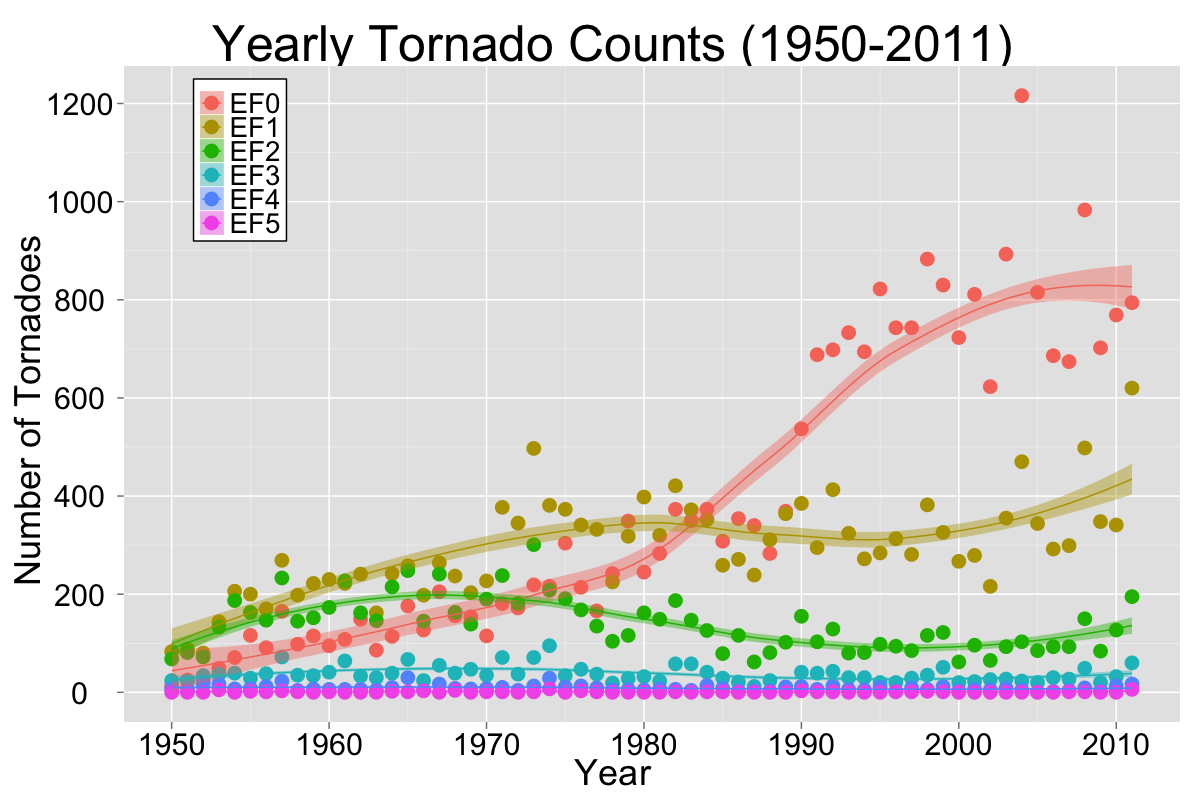 Yearly Tornado Counts (1950-2011)
EF0
EF1
EF2
EF3
EF4
EF5
1200
1000
800
600
400
200
0
Number of Tornadoes
1950 1960 1970 1980 1990 2000 2010
Year